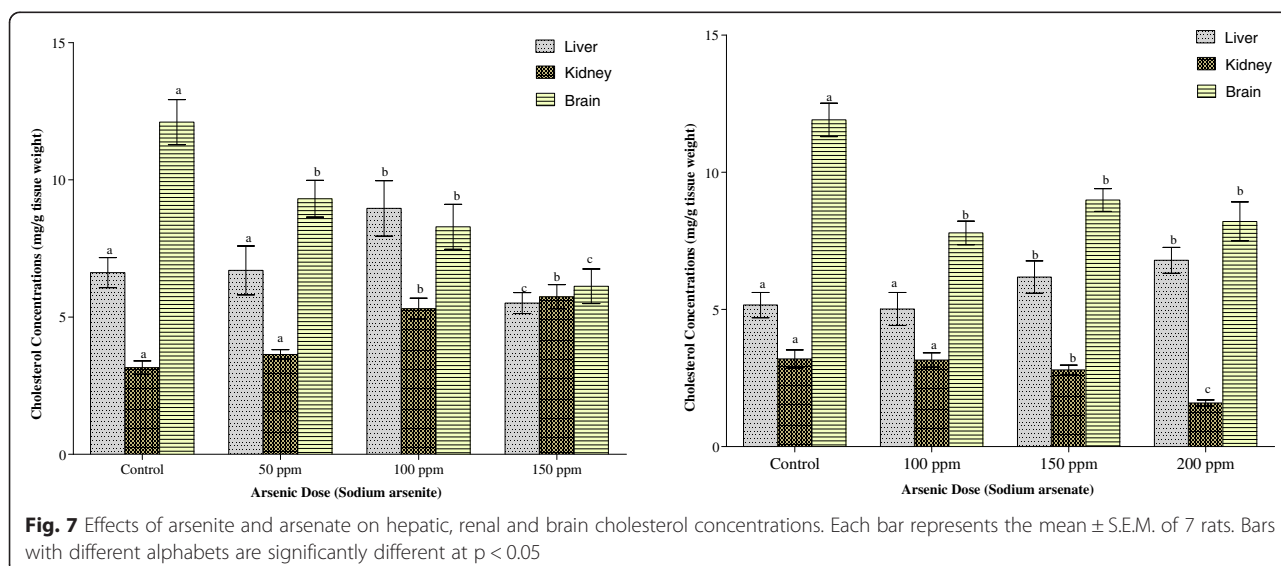 15
10
5
0
Cholesterol Concentrations (mg/g tissue weight)
Liver
Kidney
Brain
a a a
a a b
b b b
c b c
Control 50 ppm 100 ppm 150 ppm
Arsenic Dose (Sodium arsenite)
15
10
5
0
Cholesterol Concentrations (mg/g tissue weight)
Liver
Kidney
Brain
a a a
a a b
b b b
b c b
Control 100 ppm 150 ppm 200 ppm
Arsenic Dose (Sodium arsenate)
Fig. 7 Effects of arsenite and arsenate on hepatic, renal and brain cholesterol concentrations. Each bar represents the mean ± S.E.M. of 7 rats. Bars
with different alphabets are significantly different at p < 0.05